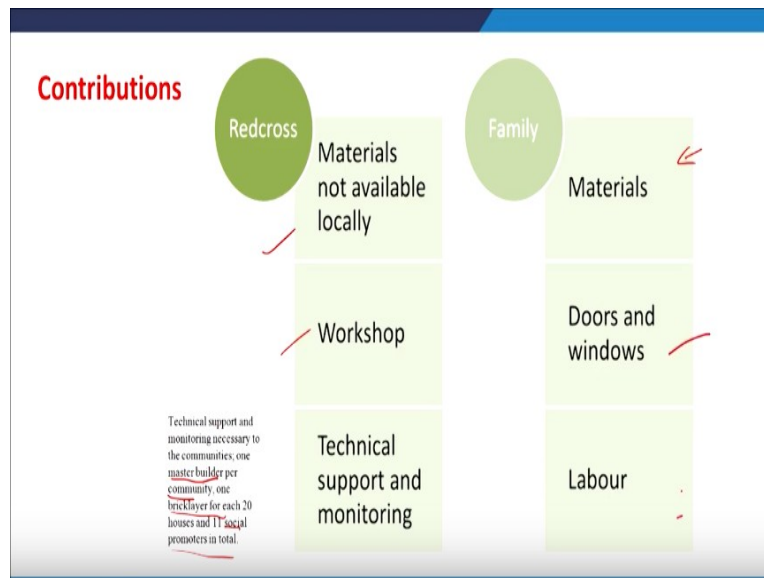 Contributions
Redcross
Materials
not available
locally
Workshop
Technical
support and
monitoring
Family
Materials
Doors and
windows
Labour
Technical support and
monitoring necessary to
the communities; one
master builder per
community, one
bricklayer for each 20
houses and 11 social
promoters in total.